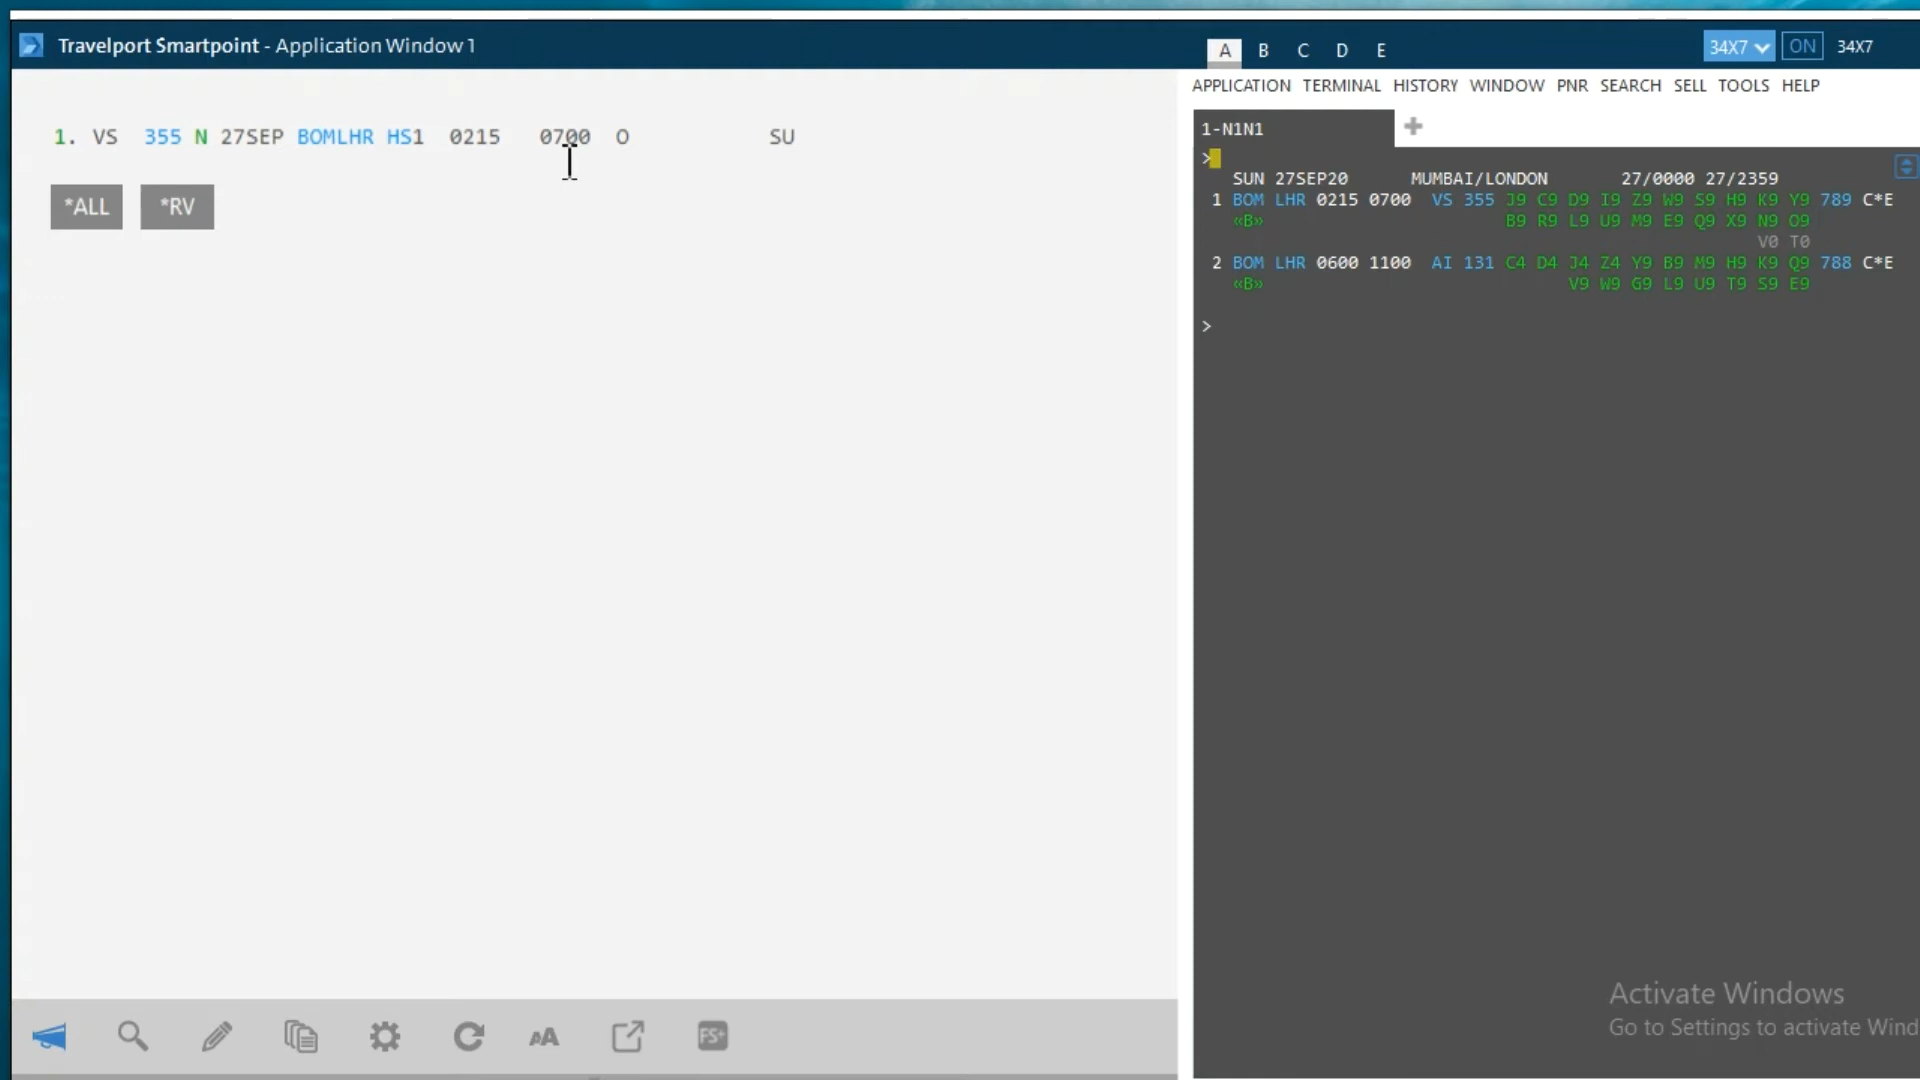 Travelport Smartpoint - Application Window 1
A B C D E
34X7 ON 34X7
APPLICATION TERMINAL HISTORY WINDOW PNR SEARCH SELL TOOLS HELP
1. VS 355 N 27SEP BOMLHR HS1 0215 0700 O SU
*ALL *RV
1-N1N1 +
>
SUN 27SEP20 MUMBAI/LONDON 27/0000 27/2359
1 BOM LHR 0215 0700 VS 355 J9 C9 D9 I9 Z9 W9 S9 H9 K9 Y9 789 C*E
«B» B9 R9 L9 U9 M9 E9 Q9 X9 N9 O9
V0 T0
2 BOM LHR 0600 1100 AI 131 C4 D4 J4 Z4 Y9 B9 M9 H9 K9 Q9 788 C*E
«B» V9 W9 G9 L9 U9 T9 S9 E9
>
Activate Windows
Go to Settings to activate Wind
AA FS+